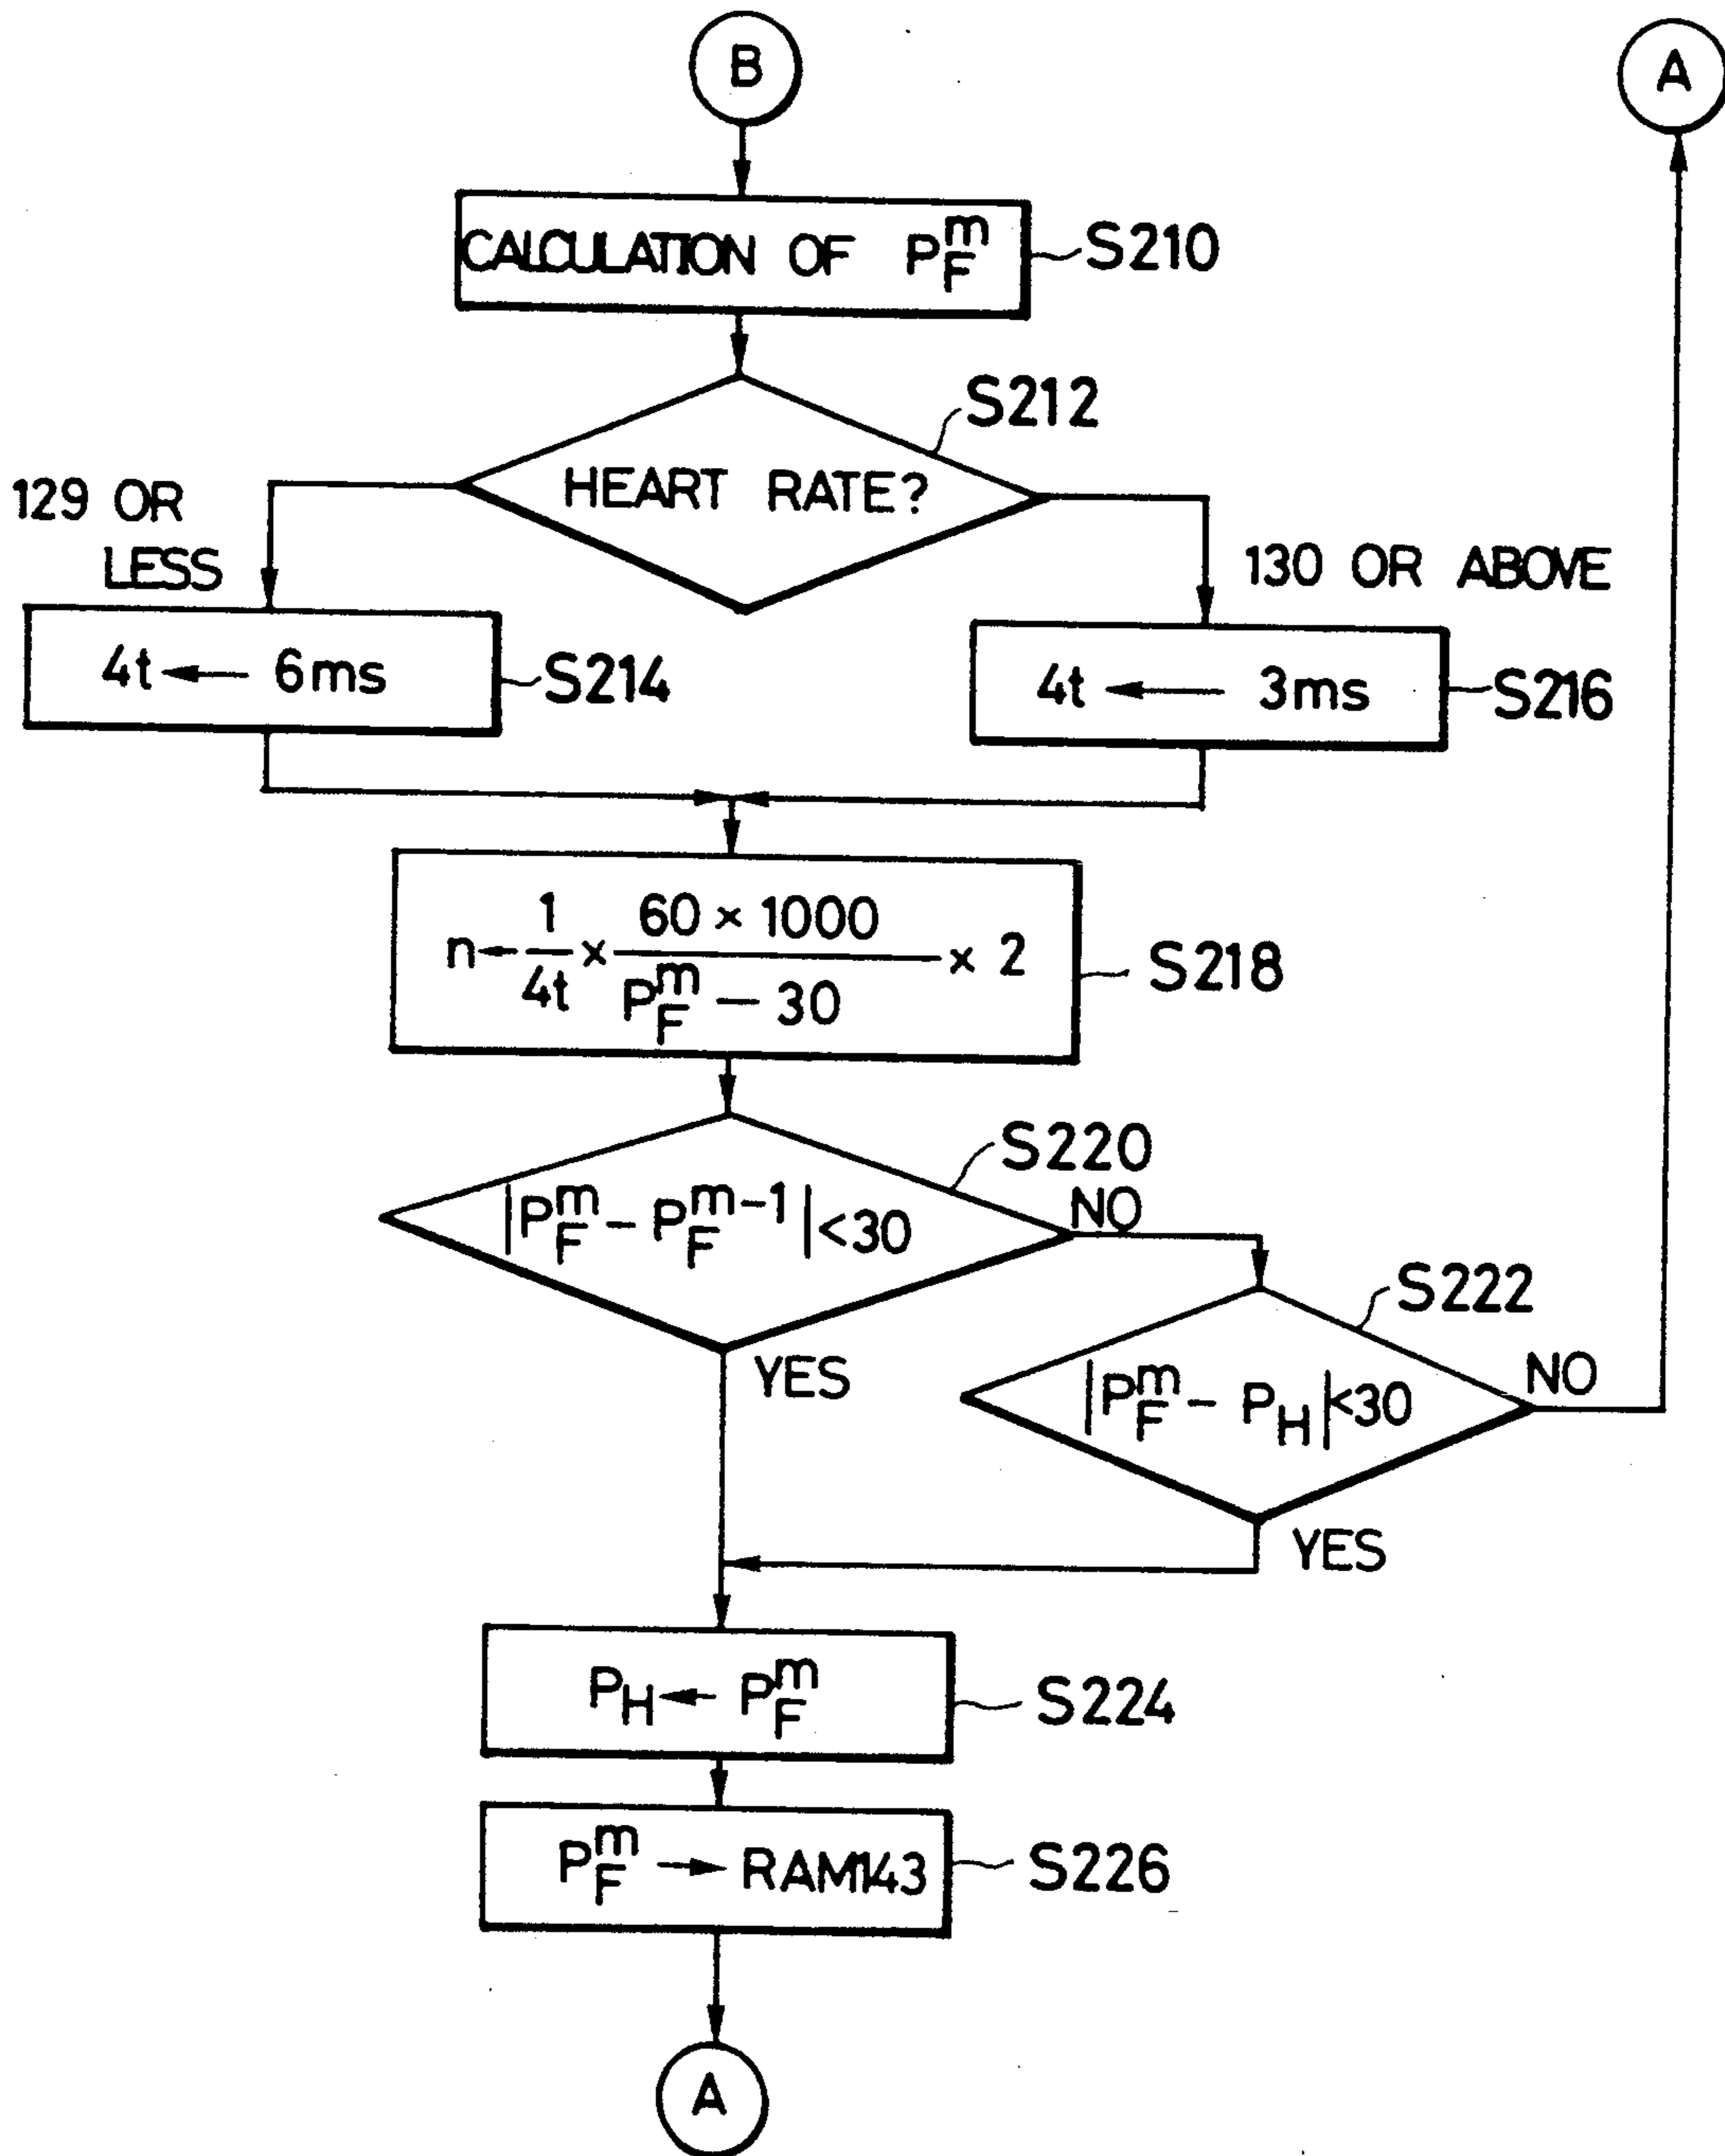 B
A
CALCULATION OF P_F^m
S210
S212
HEART RATE?
129 OR
LESS
130 OR ABOVE
4t ← 6ms
S214
4t ← 3ms
S216
n ← 1/4t × (60 × 1000)/(P_F^m − 30) × 2
S218
S220
|P_F^m − P_F^{m−1}| <30
NO
S222
YES
|P_F^m − P_H| <30
NO
YES
P_H ← P_F^m
S224
P_F^m → RAM143
S226
A